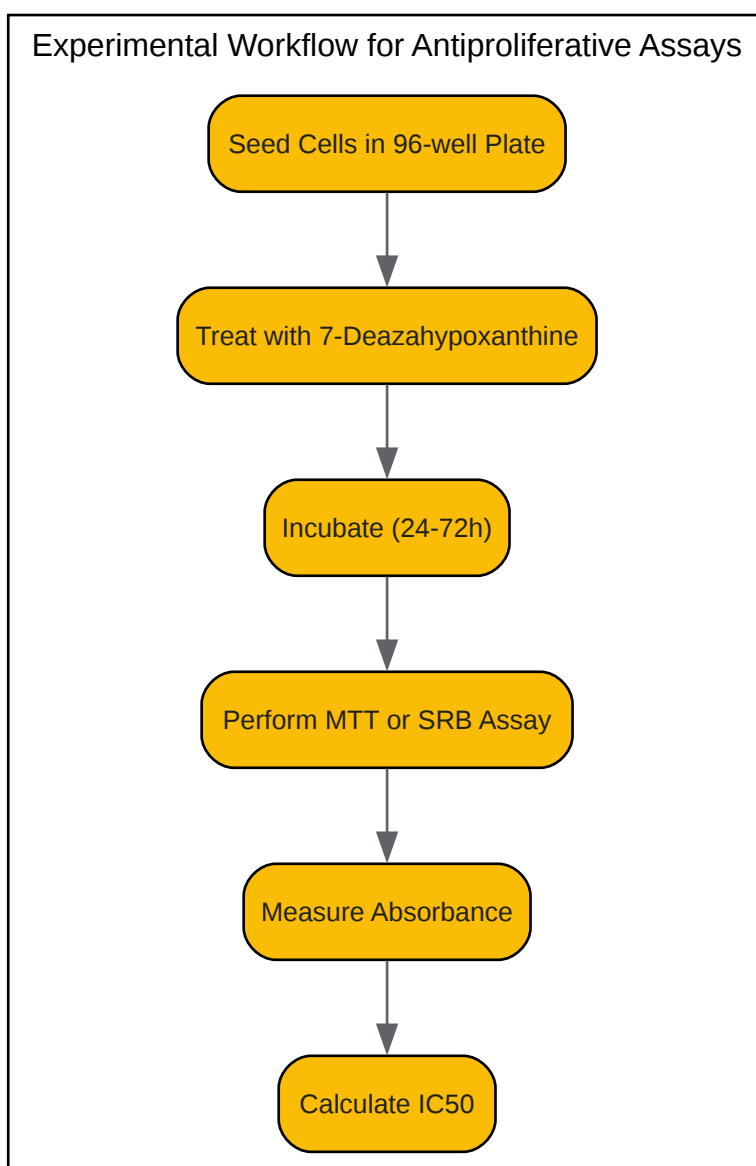 Experimental Workflow for Antiproliferative Assays
Seed Cells in 96-well Plate
Treat with 7-Deazahypoxanthine
Incubate (24-72h)
Perform MTT or SRB Assay
Measure Absorbance
Calculate IC50